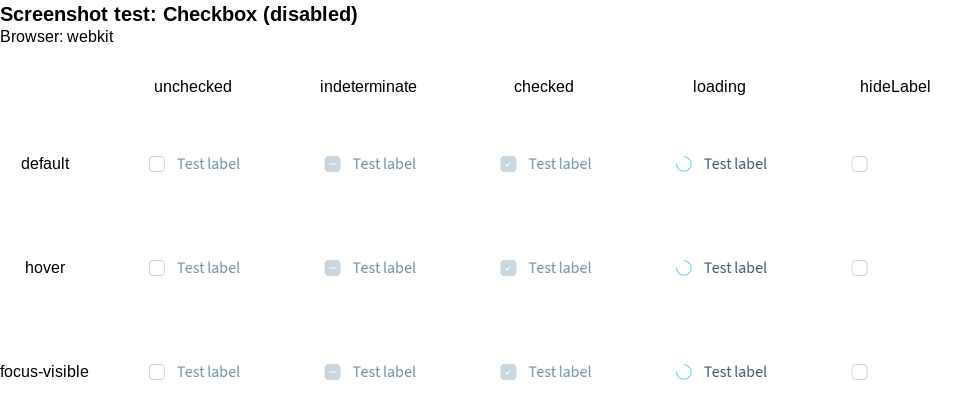 Screenshot test: Checkbox (disabled)
Browser: webkit
unchecked indeterminate checked loading hideLabel
default Test label Test label Test label Test label
hover Test label Test label Test label Test label
focus-visible Test label Test label Test label Test label